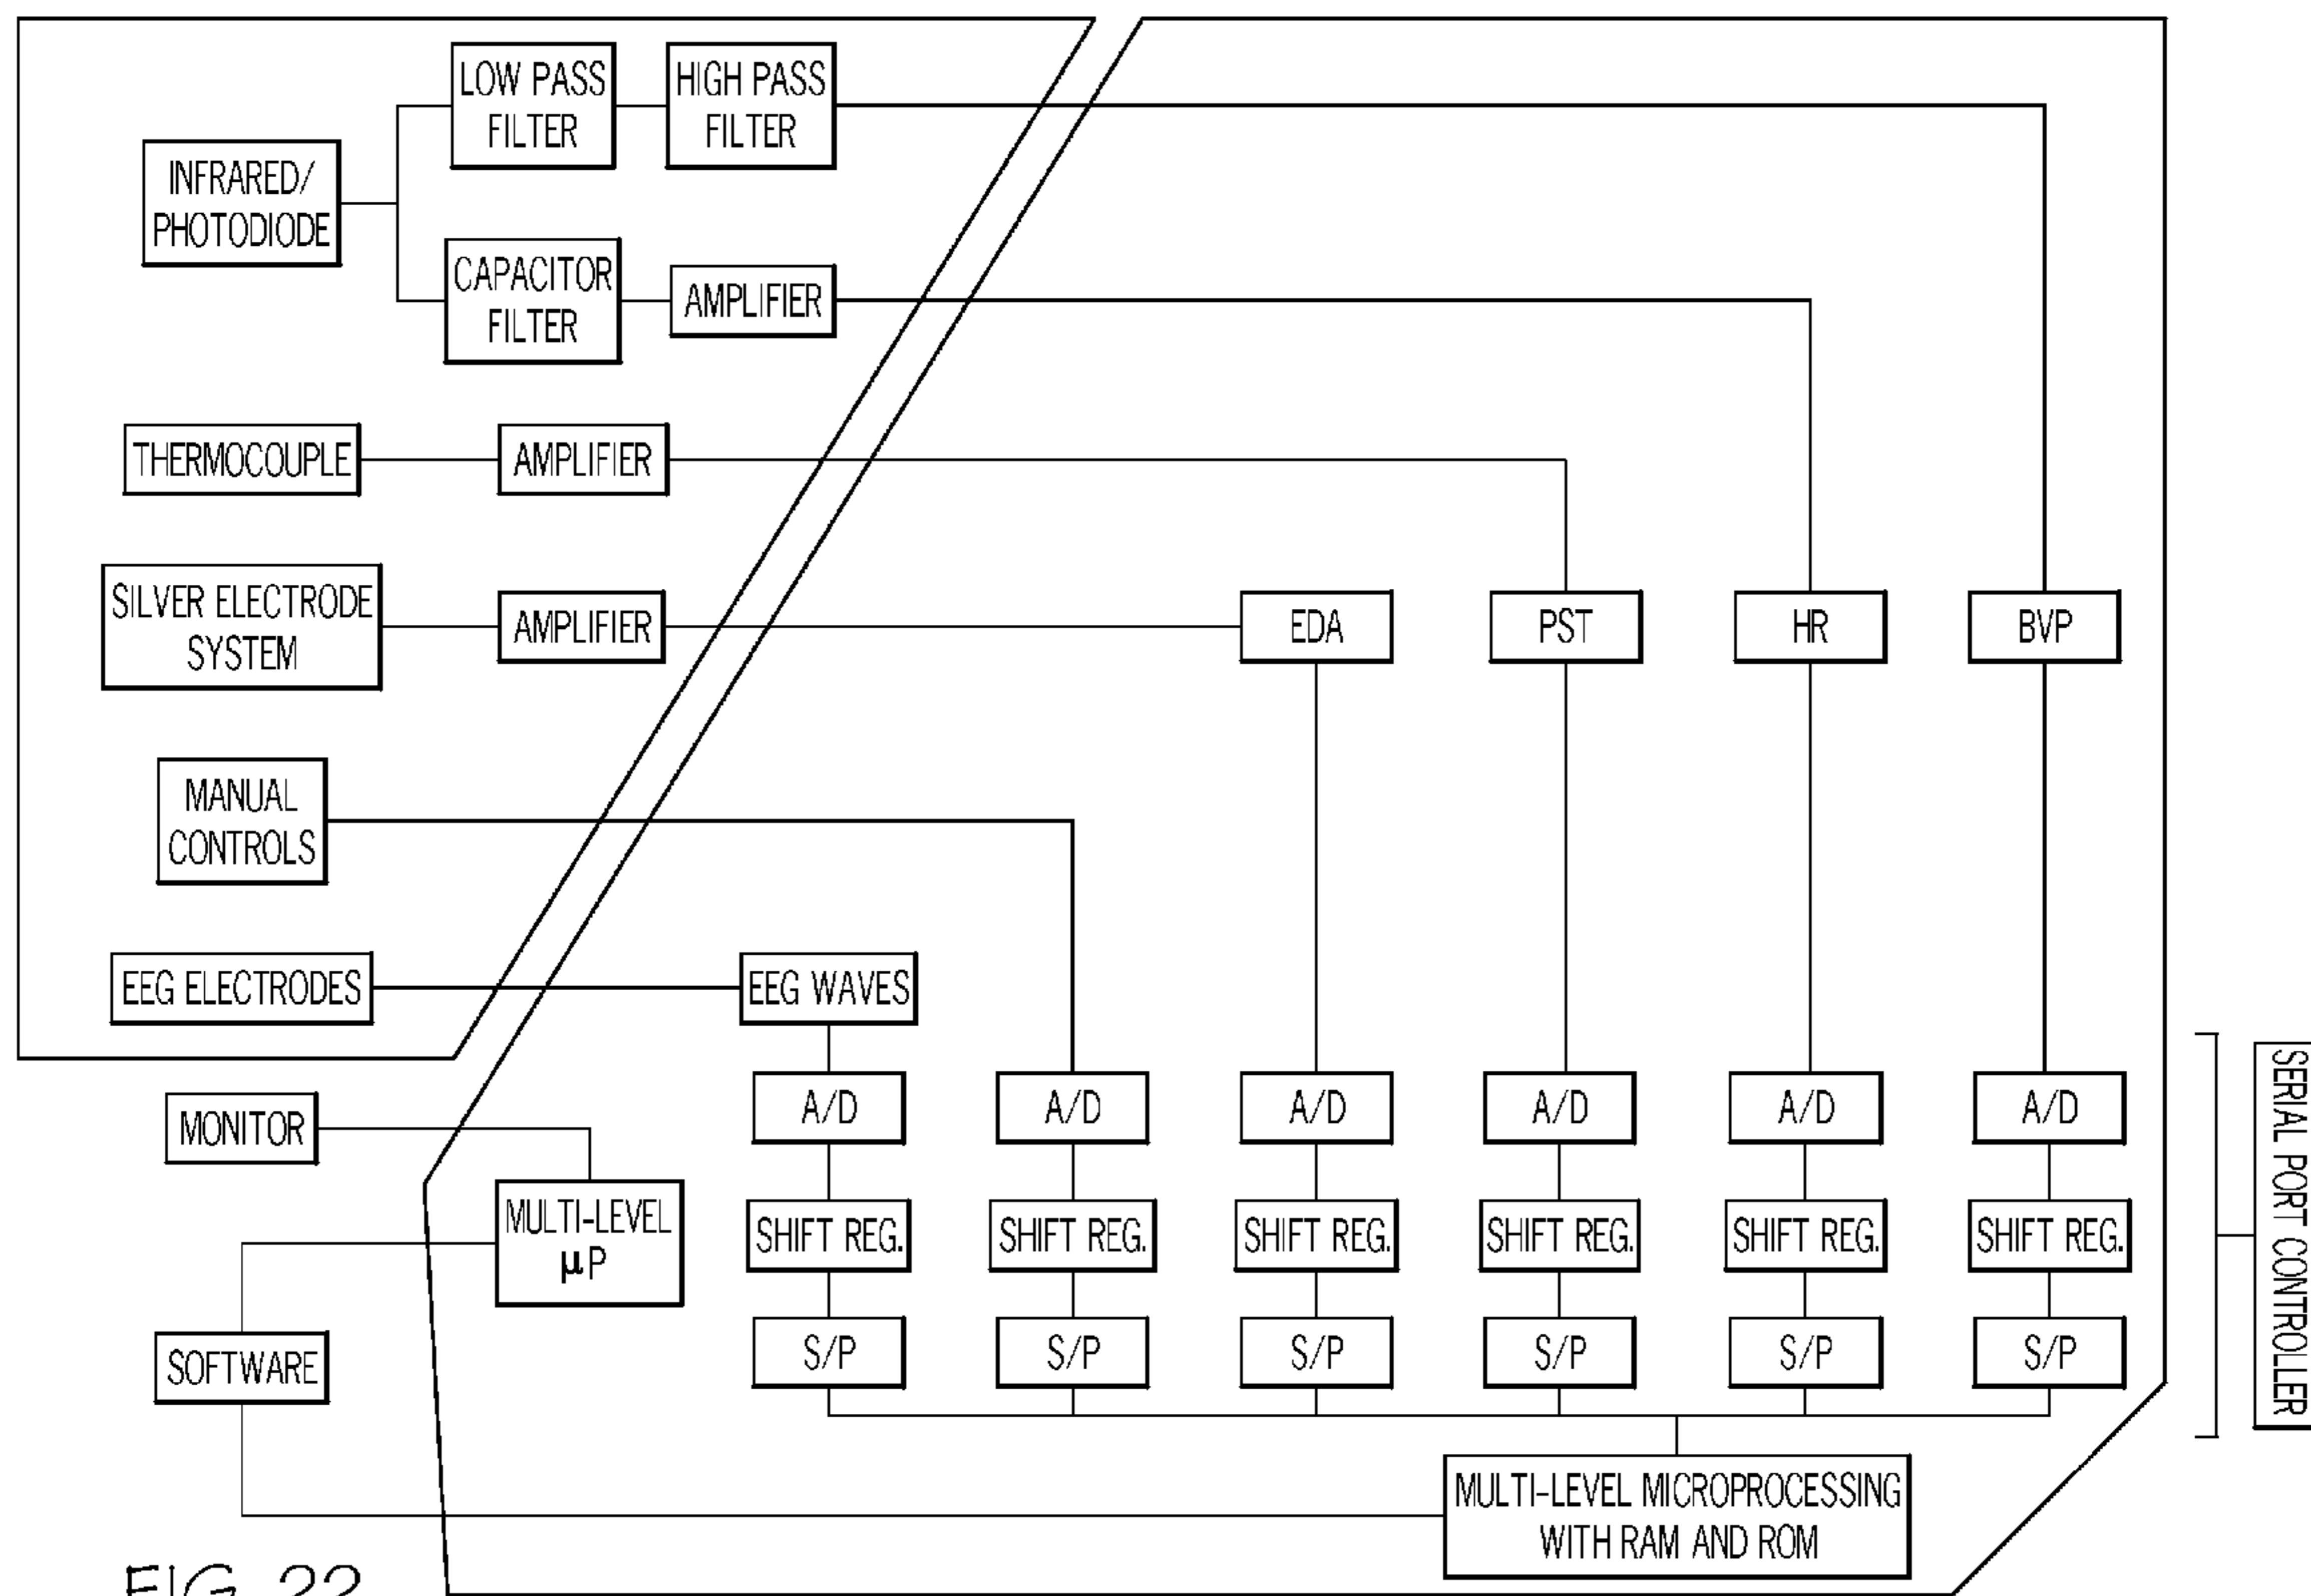 LOW PASS
FILTER
HIGH PASS
FILTER
INFRARED/
PHOTODIODE
CAPACITOR
FILTER
AMPLIFIER
THERMOCOUPLE
AMPLIFIER
SILVER ELECTRODE
SYSTEM
AMPLIFIER
EDA
PST
HR
BVP
MANUAL
CONTROLS
EEG ELECTRODES
EEG WAVES
A/D
A/D
A/D
A/D
A/D
A/D
MONITOR
MULTI-LEVEL
μP
SHIFT REG.
SHIFT REG.
SHIFT REG.
SHIFT REG.
SHIFT REG.
SHIFT REG.
SERIAL PORT CONTROLLER
SOFTWARE
S/P
S/P
S/P
S/P
S/P
S/P
MULTI-LEVEL MICROPROCESSING
WITH RAM AND ROM
FIG. 22